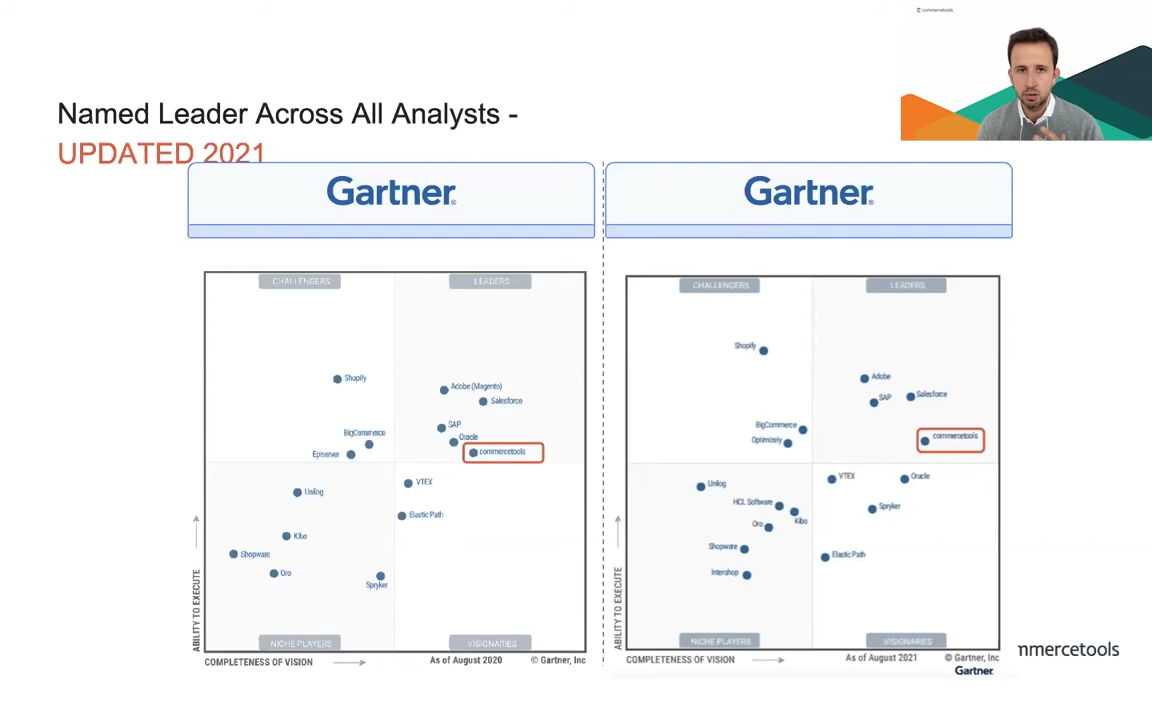 commercetools
Named Leader Across All Analysts -
UPDATED 2021
Gartner®
Gartner®
CHALLENGERS
LEADERS
Shopify
Adobe (Magento)
Salesforce
SAP
BigCommerce
Oracle
Episerver
commercetools
VTEX
Unilog
Elastic Path
Kibo
Shopware
Oro
Spryker
NICHE PLAYERS
VISIONARIES
ABILITY TO EXECUTE
COMPLETENESS OF VISION
As of August 2020
© Gartner, Inc
CHALLENGERS
LEADERS
Shopify
Adobe
SAP
Salesforce
BigCommerce
Optimizely
commercetools
VTEX
Oracle
Unilog
HCL Software
Spryker
Kibo
Oro
Shopware
Elastic Path
Intershop
NICHE PLAYERS
VISIONARIES
ABILITY TO EXECUTE
COMPLETENESS OF VISION
As of August 2021
© Gartner, Inc
Gartner
mmercetools